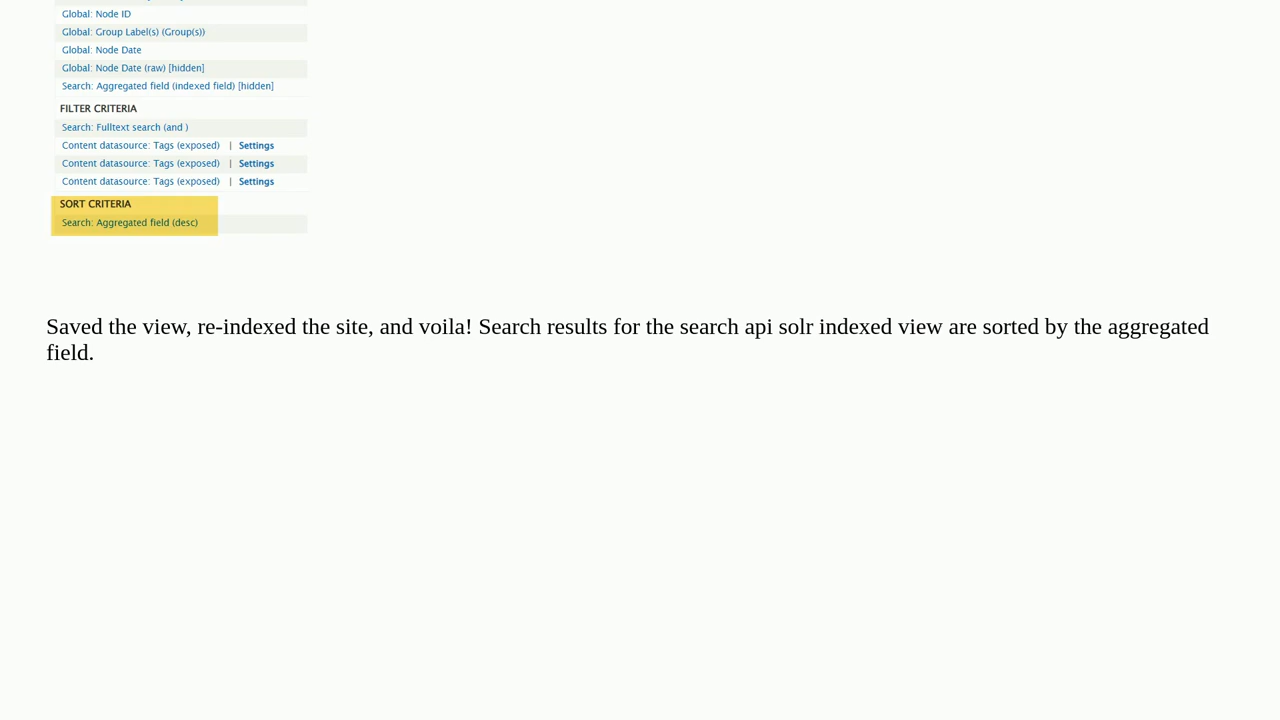 Global: Node ID
Global: Group Label(s) (Group(s))
Global: Node Date
Global: Node Date (raw) [hidden]
Search: Aggregated field (indexed field) [hidden]
FILTER CRITERIA
Search: Fulltext search (and )
Content datasource: Tags (exposed) | Settings
Content datasource: Tags (exposed) | Settings
Content datasource: Tags (exposed) | Settings
SORT CRITERIA
Search: Aggregated field (desc)
Saved the view, re-indexed the site, and voila! Search results for the search api solr indexed view are sorted by the aggregated
field.